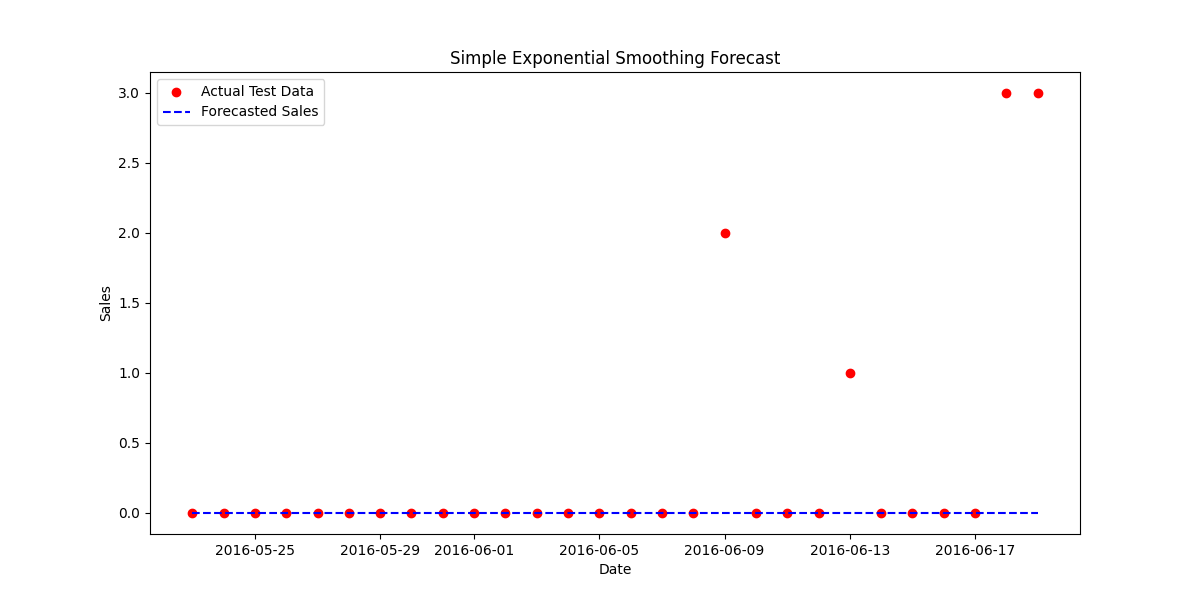 Simple Exponential Smoothing Forecast
Actual Test Data
Forecasted Sales
3.0
2.5
2.0
1.5
1.0
0.5
0.0
Sales
2016-05-25 2016-05-29 2016-06-01 2016-06-05 2016-06-09 2016-06-13 2016-06-17
Date